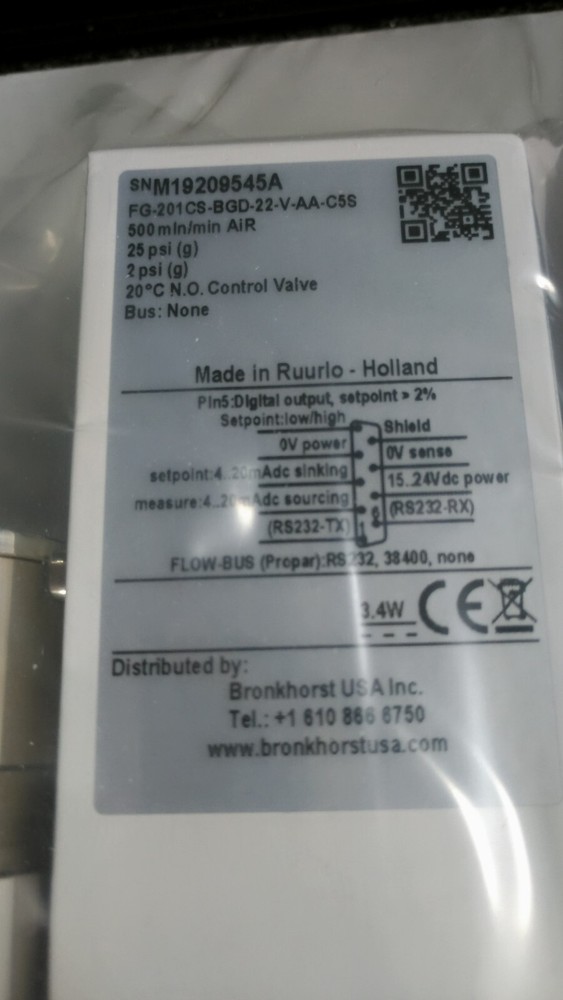 SNM19209545A
FG-201CS-BGD-22-V-AA-C5S
500 mln/min AiR
25 psi (g)
2 psi (g)
20°C N.O. Control Valve
Bus: None
Made in Ruurlo - Holland
Pin5:Digital output, setpoint > 2%
Setpoint:low/high
Shield
0V power
0V sense
setpoint:4..20mAdc sinking
15..24Vdc power
measure:4..20mAdc sourcing
(RS232-RX)
(RS232-TX)
1 6
FLOW-BUS (Propar):RS232, 38400, none
3.4W CE
Distributed by:
Bronkhorst USA Inc.
Tel.: +1 610 866 6750
www.bronkhorstusa.com